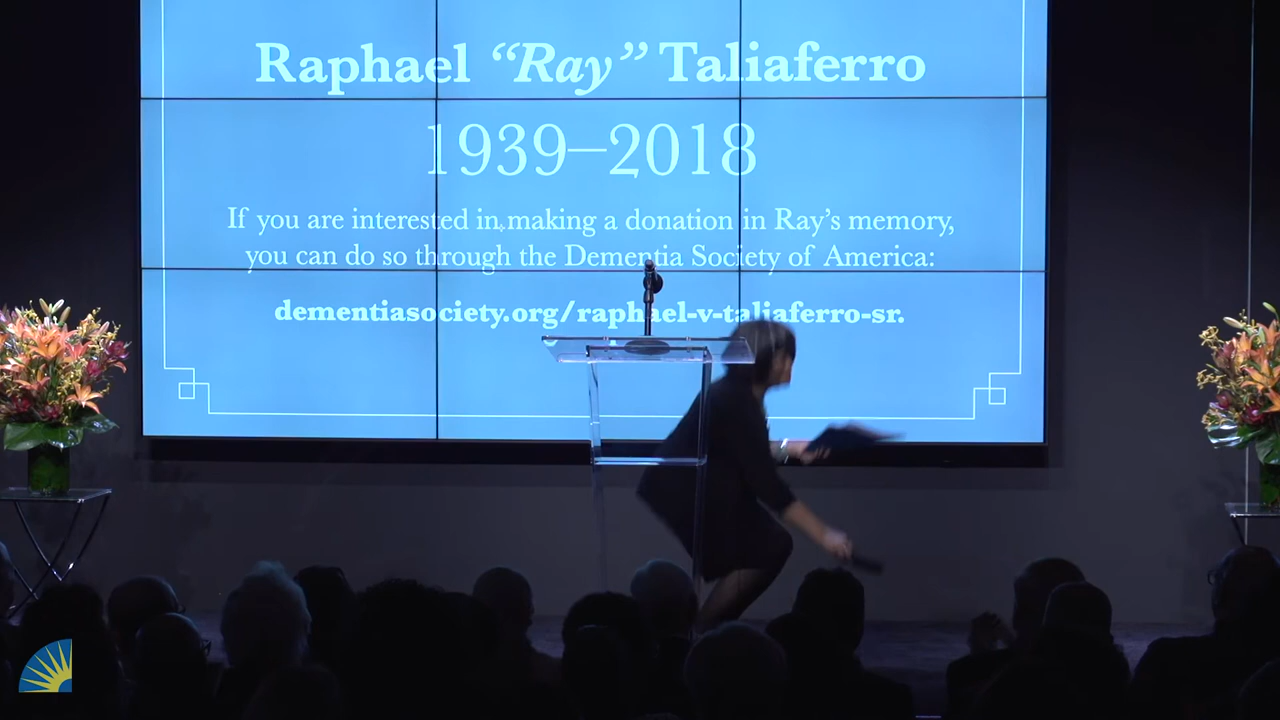 Raphael “Ray” Taliaferro
1939–2018
If you are interested in making a donation in Ray’s memory,
you can do so through the Dementia Society of America:
dementiasociety.org/raphael-v-taliaferro-sr.